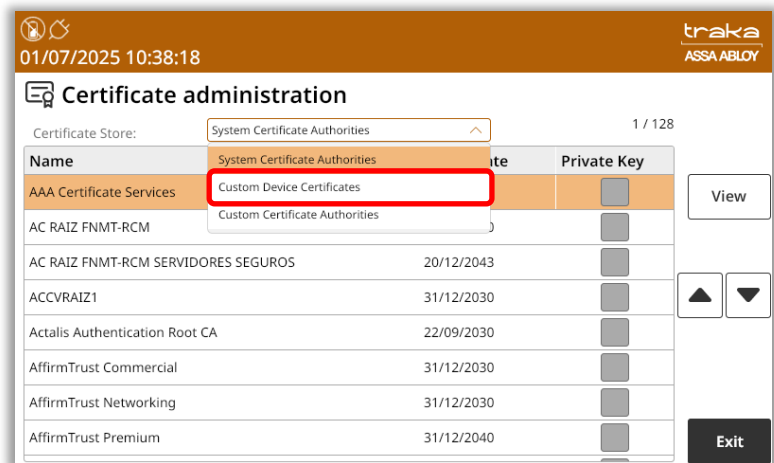 01/07/2025 10:38:18
traka
ASSA ABLOY
Certificate administration
Certificate Store:
System Certificate Authorities
1 / 128
Name
Private Key
System Certificate Authorities
Custom Device Certificates
Custom Certificate Authorities
AAA Certificate Services
View
AC RAIZ FNMT-RCM
AC RAIZ FNMT-RCM SERVIDORES SEGUROS 20/12/2043
ACCVRAIZ1 31/12/2030
Actalis Authentication Root CA 22/09/2030
AffirmTrust Commercial 31/12/2030
AffirmTrust Networking 31/12/2030
AffirmTrust Premium 31/12/2040
Exit